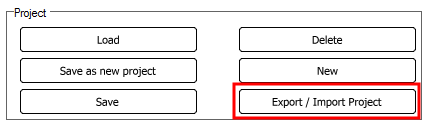 Project
Load
Delete
Save as new project
New
Save
Export / Import Project